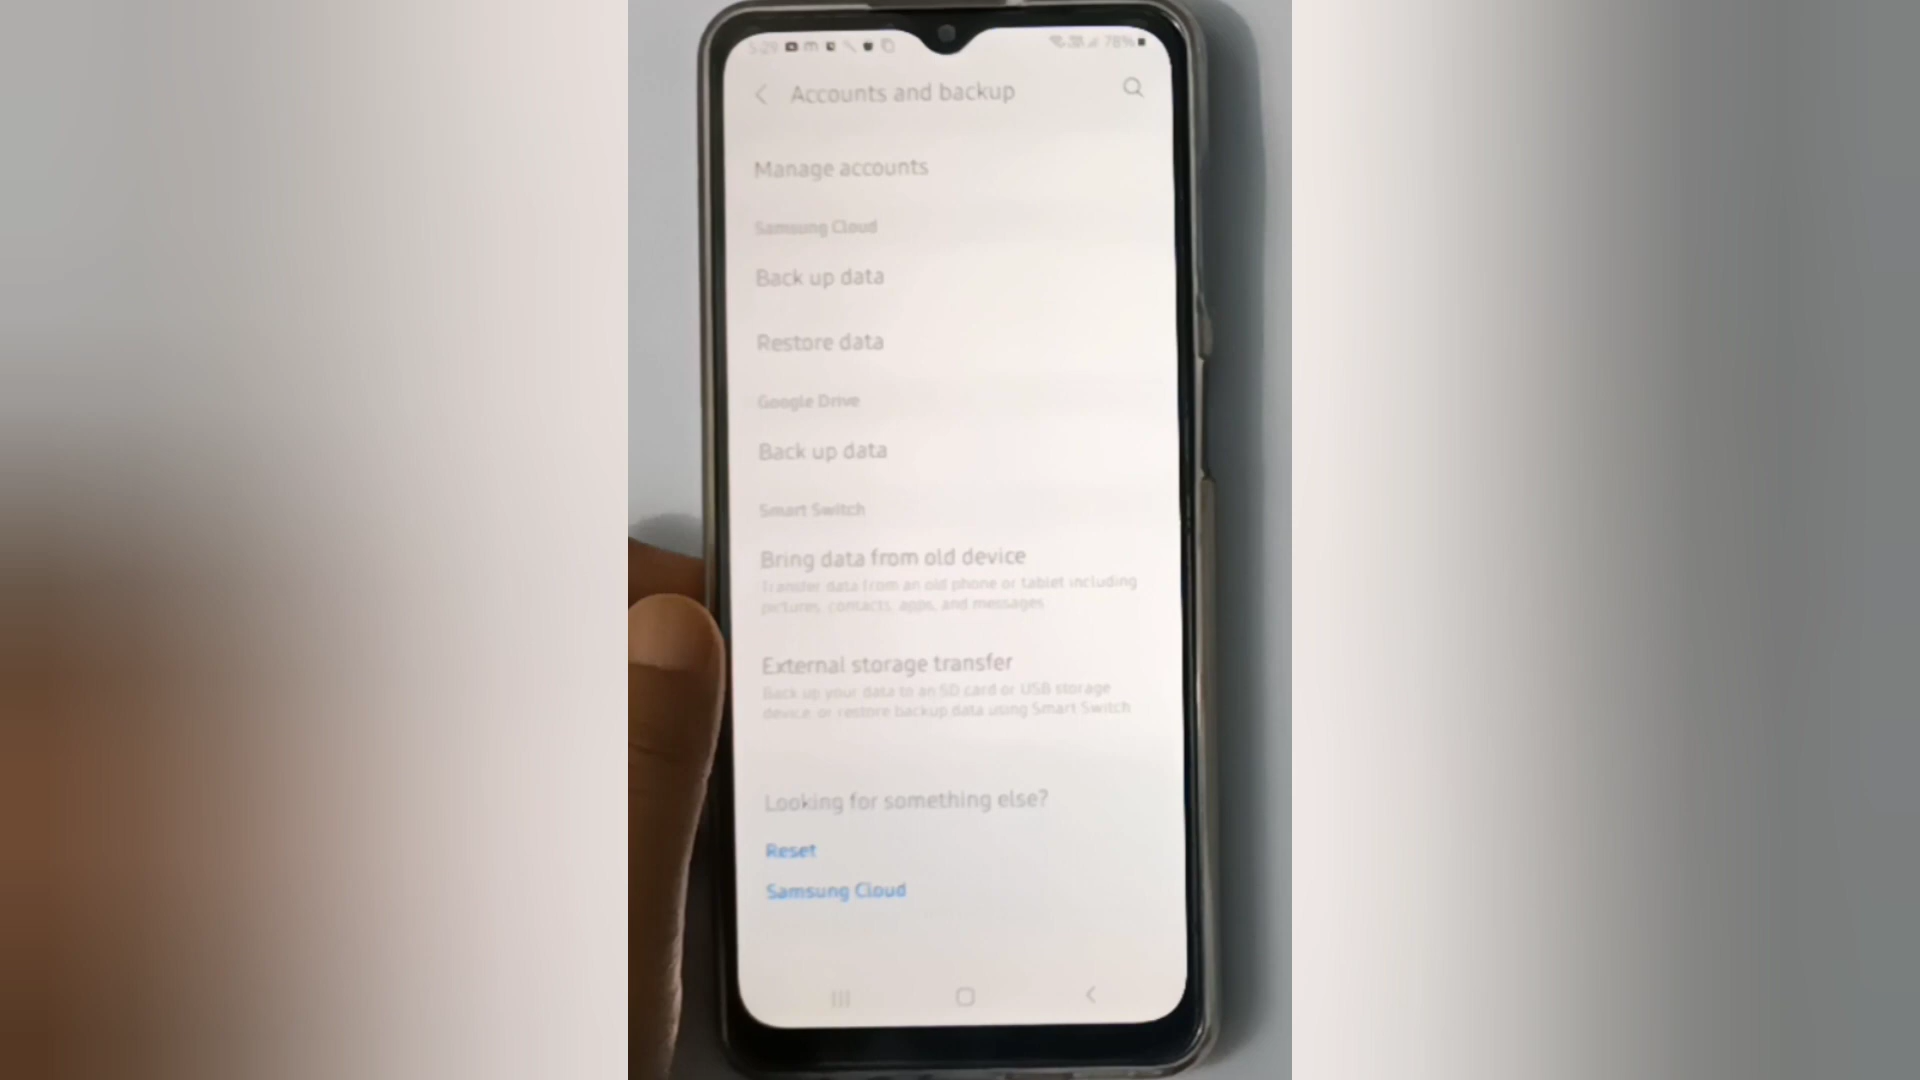 5:29
78%
Accounts and backup
Manage accounts
Samsung Cloud
Back up data
Restore data
Google Drive
Back up data
Smart Switch
Bring data from old device
Transfer data from an old phone or tablet including
pictures, contacts, apps, and messages
External storage transfer
Back up your data to an SD card or USB storage
device or restore backup data using Smart Switch
Looking for something else?
Reset
Samsung Cloud